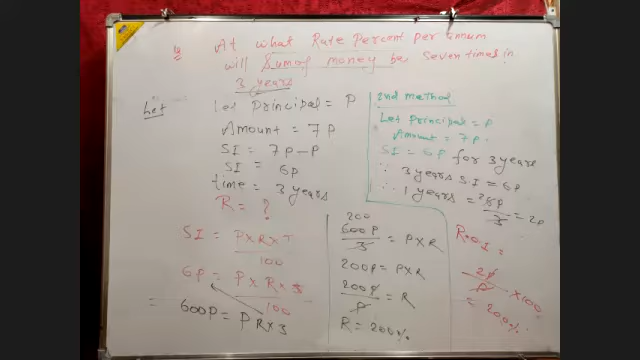 Q At what Rate Percent per annum
will Sum of money be Seven times in
3 years
Let
Let Principal = P
Amount = 7P
SI = 7P - P
SI = 6P
time = 3 years
R = ?
SI = P×R×T
100
6P = P × R × 3
100
= 600P = P R × 3
200
600P = P×R
3
200P = P×R
200P = R
P
R = 200%
IInd method
Let Principal = P
Amount = 7P.
SI = 6P for 3 years
∵ 3 years SI = 6P
∴ 1 years = 2 6P = 2P
3
R.O.I =
2P × 100
P
= 200%